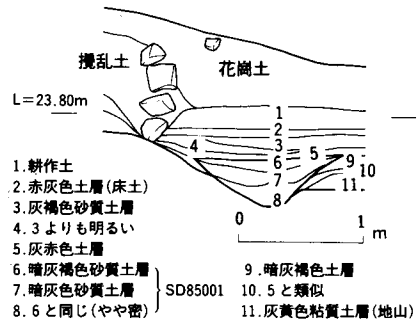 攪乱土
花崗土
L=23.80m
1
2
3
4
5
6
7
8
9
10
11
0 1
m
1.耕作土
2.赤灰色土層(床土)
3.灰褐色砂質土層
4.3よりも明るい
5.灰赤色土層
6.暗灰褐色砂質土層
7.暗灰色砂質土層
8.6と同じ(やや密)
SD85001
9.暗灰褐色土層
10.5と類似
11.灰黄色粘質土層(地山)